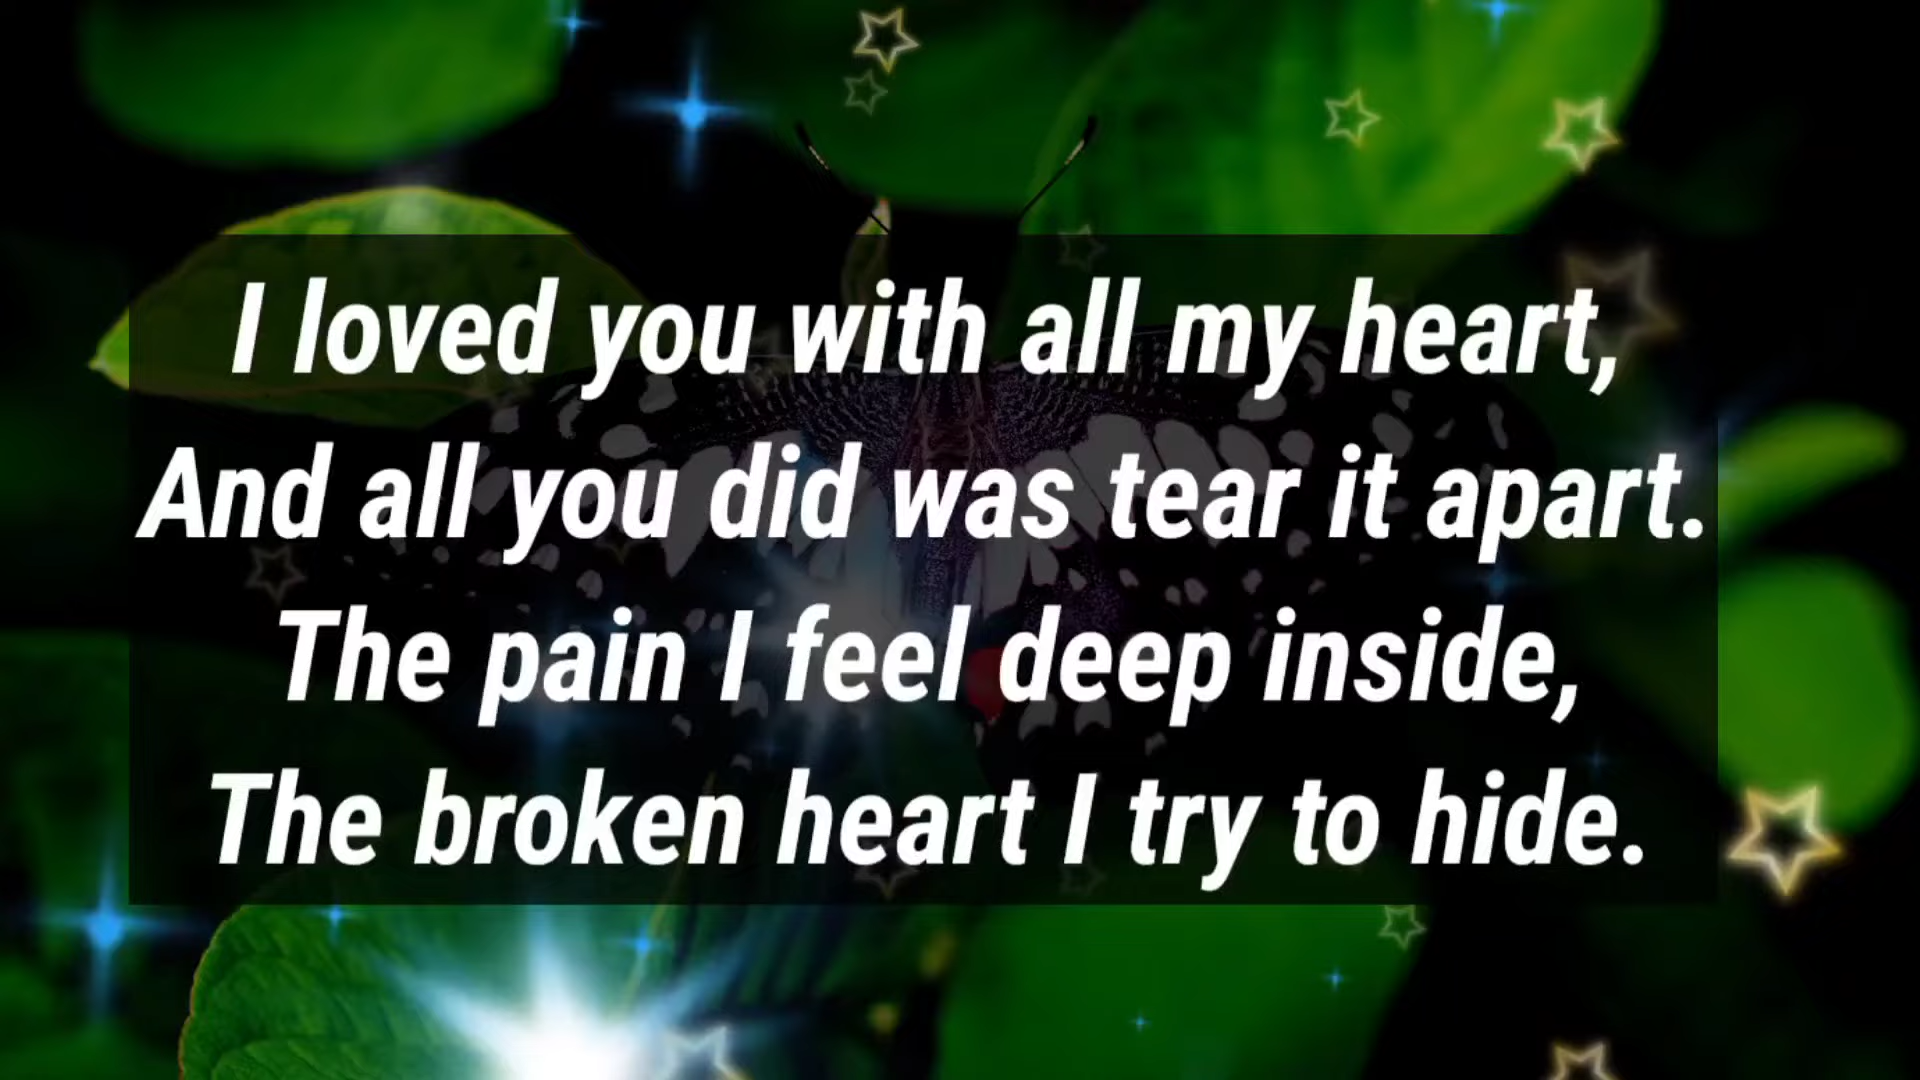 I loved you with all my heart,
And all you did was tear it apart.
The pain I feel deep inside,
The broken heart I try to hide.